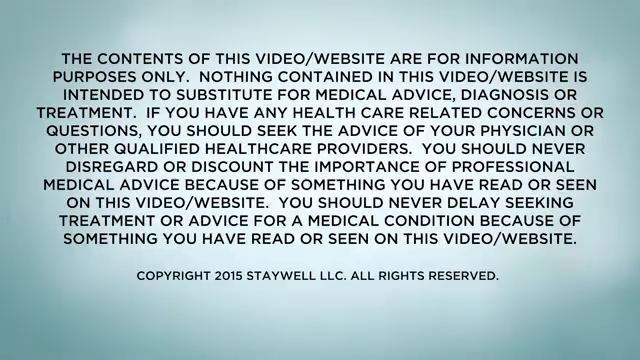 THE CONTENTS OF THIS VIDEO/WEBSITE ARE FOR INFORMATION
PURPOSES ONLY.  NOTHING CONTAINED IN THIS VIDEO/WEBSITE IS
INTENDED TO SUBSTITUTE FOR MEDICAL ADVICE, DIAGNOSIS OR
TREATMENT.  IF YOU HAVE ANY HEALTH CARE RELATED CONCERNS OR
QUESTIONS, YOU SHOULD SEEK THE ADVICE OF YOUR PHYSICIAN OR
OTHER QUALIFIED HEALTHCARE PROVIDERS.  YOU SHOULD NEVER
DISREGARD OR DISCOUNT THE IMPORTANCE OF PROFESSIONAL
MEDICAL ADVICE BECAUSE OF SOMETHING YOU HAVE READ OR SEEN
ON THIS VIDEO/WEBSITE.  YOU SHOULD NEVER DELAY SEEKING
TREATMENT OR ADVICE FOR A MEDICAL CONDITION BECAUSE OF
SOMETHING YOU HAVE READ OR SEEN ON THIS VIDEO/WEBSITE.
COPYRIGHT 2015 STAYWELL LLC. ALL RIGHTS RESERVED.